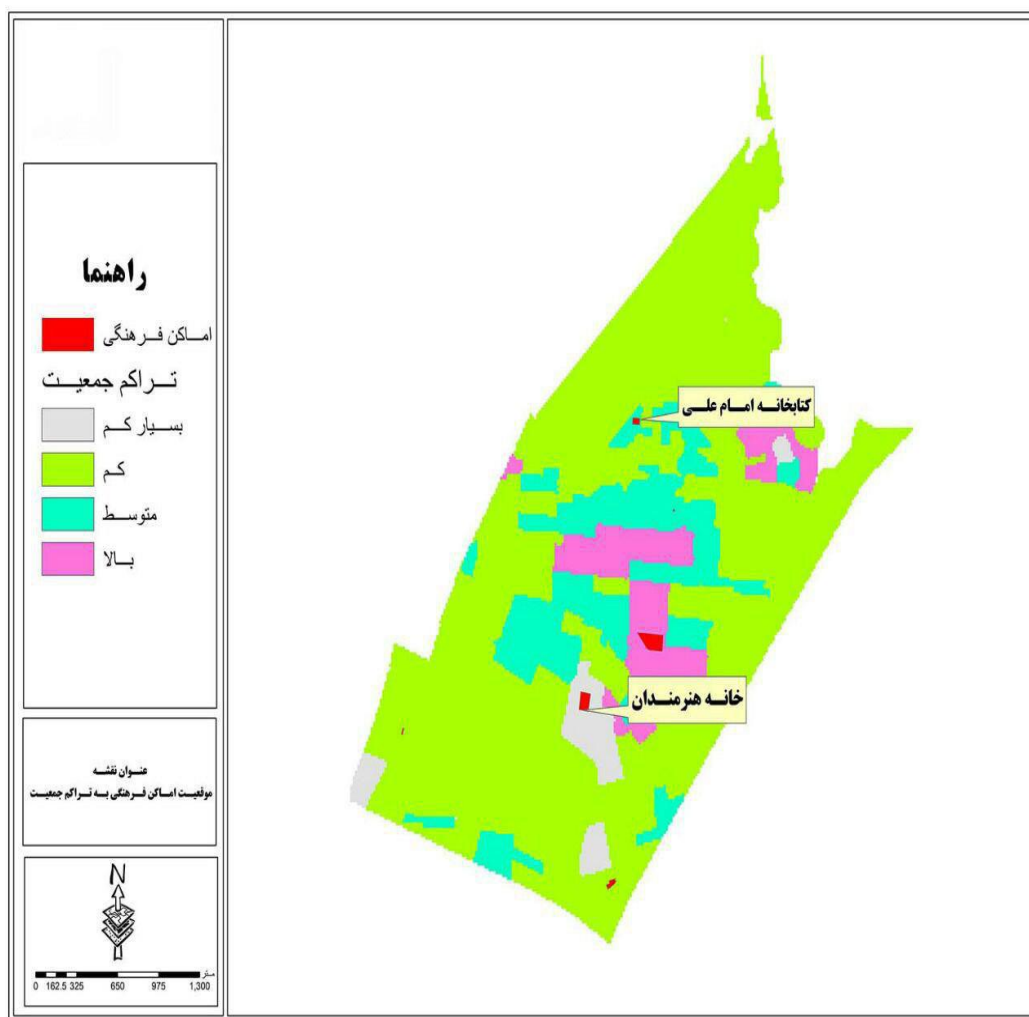 راهنما
اماکن فرهنگی
تراکم جمعیت
بسیار کم
کم
متوسط
بالا
کتابخانه امام علی
خانه هنرمندان
عنوان نقشه
موقعیت اماکن فرهنگی به تراکم جمعیت
N
متر
0 162.5 325 650 975 1,300